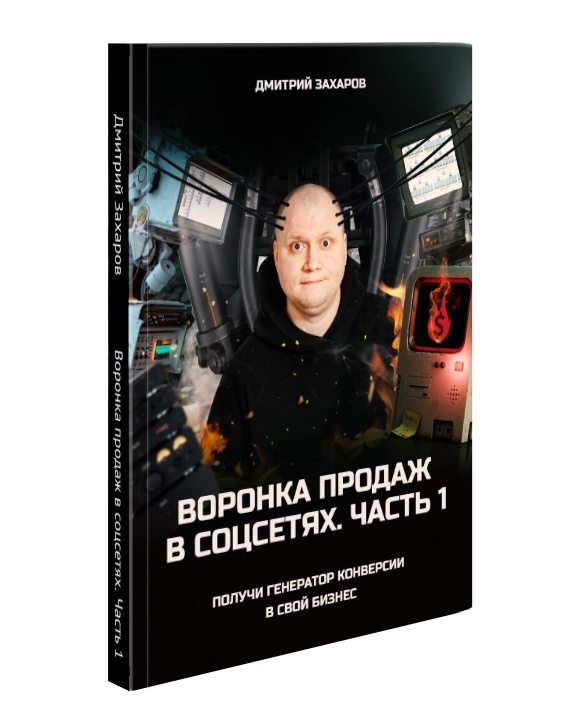 ДМИТРИЙ ЗАХАРОВ
ВОРОНКА ПРОДАЖ
В СОЦСЕТЯХ. ЧАСТЬ 1
ПОЛУЧИ ГЕНЕРАТОР КОНВЕРСИИ
В СВОЙ БИЗНЕС
Дмитрий Захаров
Воронка продаж в соцсетях. Часть 1
$